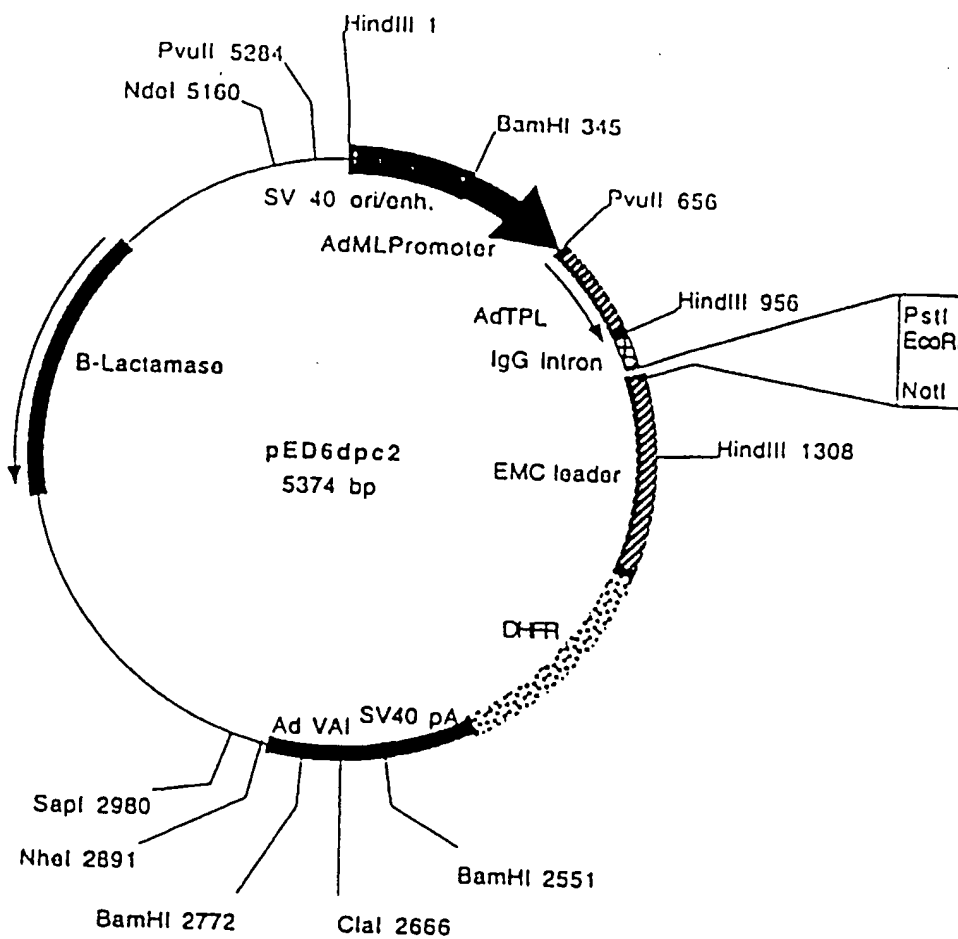 HindIII 1
PvuII 5284
NdeI 5160
BamHI 345
SV 40 ori/enh.
PvuII 656
AdMLPromoter
HindIII 956
AdTPL
IgG Intron
PstI
EcoR
NotI
B-Lactamase
pED6dpc2
5374 bp
EMC leader
HindIII 1308
DHFR
Ad VAI
SV40 pA
SapI 2980
NheI 2891
BamHI 2551
BamHI 2772
ClaI 2666